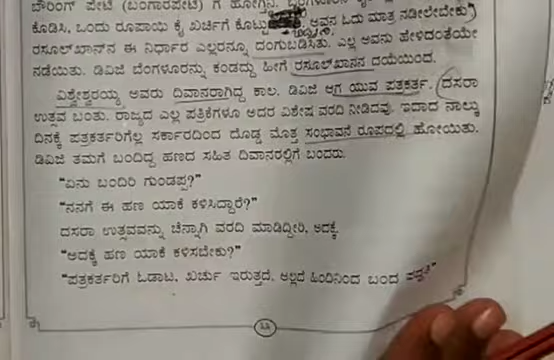 ಬೌರಿಂಗ್ ಪೇಟೆ (ಬಂಗಾರಪೇಟೆ) ಗೆ ಹೋಗ್ತಿನಿ.
ಕೊಡಿಸಿ, ಒಂದು ರೂಪಾಯಿ ಕೈ ಖರ್ಚಿಗೆ ಕೊಟ್ಟು ಅವನ ಓದು ಮಾತ್ರ ನಡೀಲೇಬೇಕು
ರಸೂಲ್‌ಖಾನ್‌ನ ಈ ನಿರ್ಧಾರ ಎಲ್ಲರನ್ನೂ ದಂಗುಬಡಿಸಿತು. ಎಲ್ಲ ಅವನು ಹೇಳಿದಂತೆಯೇ
ನಡೆಯಿತು. ಡಿವಿಜಿ ಬೆಂಗಳೂರನ್ನು ಕಂಡದ್ದು ಹೀಗೆ ರಸೂಲ್‌ಖಾನನ ದಯೆಯಿಂದ.
ವಿಶ್ವೇಶ್ವರಯ್ಯ ಅವರು ದಿವಾನರಾಗಿದ್ದ ಕಾಲ. ಡಿವಿಜಿ ಆಗ ಯುವ ಪತ್ರಕರ್ತ. ದಸರಾ
ಉತ್ಸವ ಬಂತು. ರಾಜ್ಯದ ಎಲ್ಲ ಪತ್ರಿಕೆಗಳೂ ಅದರ ವಿಶೇಷ ವರದಿ ನೀಡಿದವು. ಇದಾದ ನಾಲ್ಕು
ದಿನಕ್ಕೆ ಪತ್ರಕರ್ತರಿಗೆಲ್ಲ ಸರ್ಕಾರದಿಂದ ದೊಡ್ಡ ಮೊತ್ತ ಸಂಭಾವನೆ ರೂಪದಲ್ಲಿ ಹೋಯಿತು.
ಡಿವಿಜಿ ತಮಗೆ ಬಂದಿದ್ದ ಹಣದ ಸಹಿತ ದಿವಾನರಲ್ಲಿಗೆ ಬಂದರು.
"ಏನು ಬಂದಿರಿ ಗುಂಡಪ್ಪ?"
"ನನಗೆ ಈ ಹಣ ಯಾಕೆ ಕಳಿಸಿದ್ದಾರೆ?"
ದಸರಾ ಉತ್ಸವವನ್ನು ಚೆನ್ನಾಗಿ ವರದಿ ಮಾಡಿದ್ದೀರಿ, ಅದಕ್ಕೆ
"ಅದಕ್ಕೆ ಹಣ ಯಾಕೆ ಕಳಿಸಬೇಕು?"
"ಪತ್ರಕರ್ತರಿಗೆ ಓಡಾಟ, ಖರ್ಚು ಇರುತ್ತದೆ. ಅಲ್ಲದೆ ಹಿಂದಿನಿಂದ ಬಂದ ಪದ್ಧತಿ"